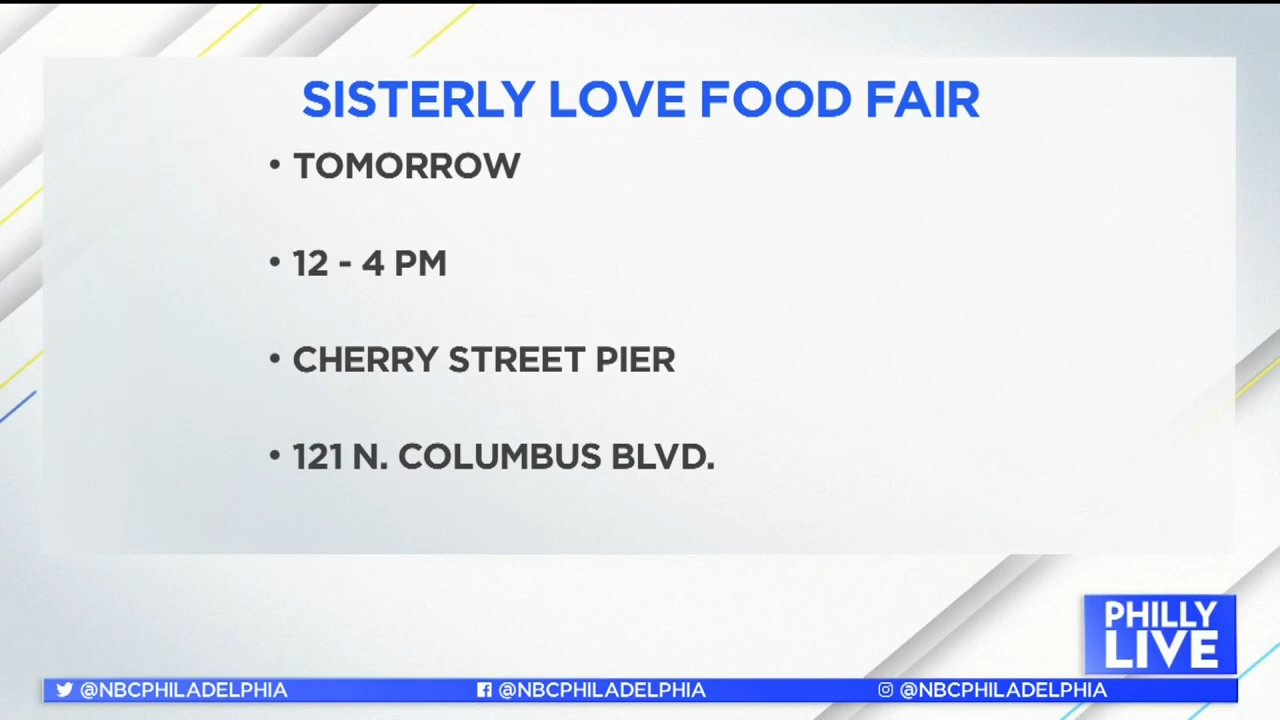 SISTERLY LOVE FOOD FAIR
• TOMORROW
• 12 - 4 PM
• CHERRY STREET PIER
• 121 N. COLUMBUS BLVD.
PHILLY
LIVE
@NBCPHILADELPHIA @NBCPHILADELPHIA @NBCPHILADELPHIA